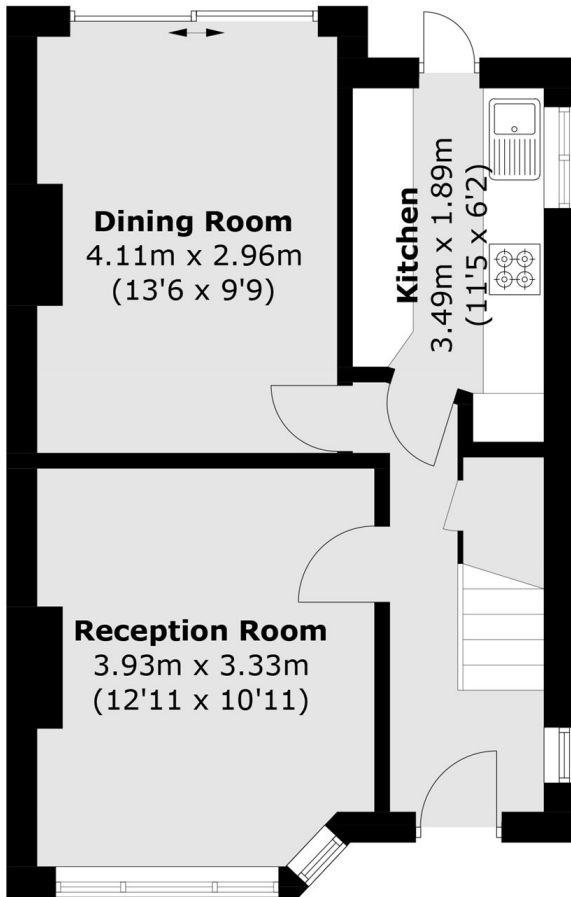 Dining Room
4.11m x 2.96m
(13'6 x 9'9)
Kitchen
3.49m x 1.89m
(11'5 x 6'2)
Reception Room
3.93m x 3.33m
(12'11 x 10'11)